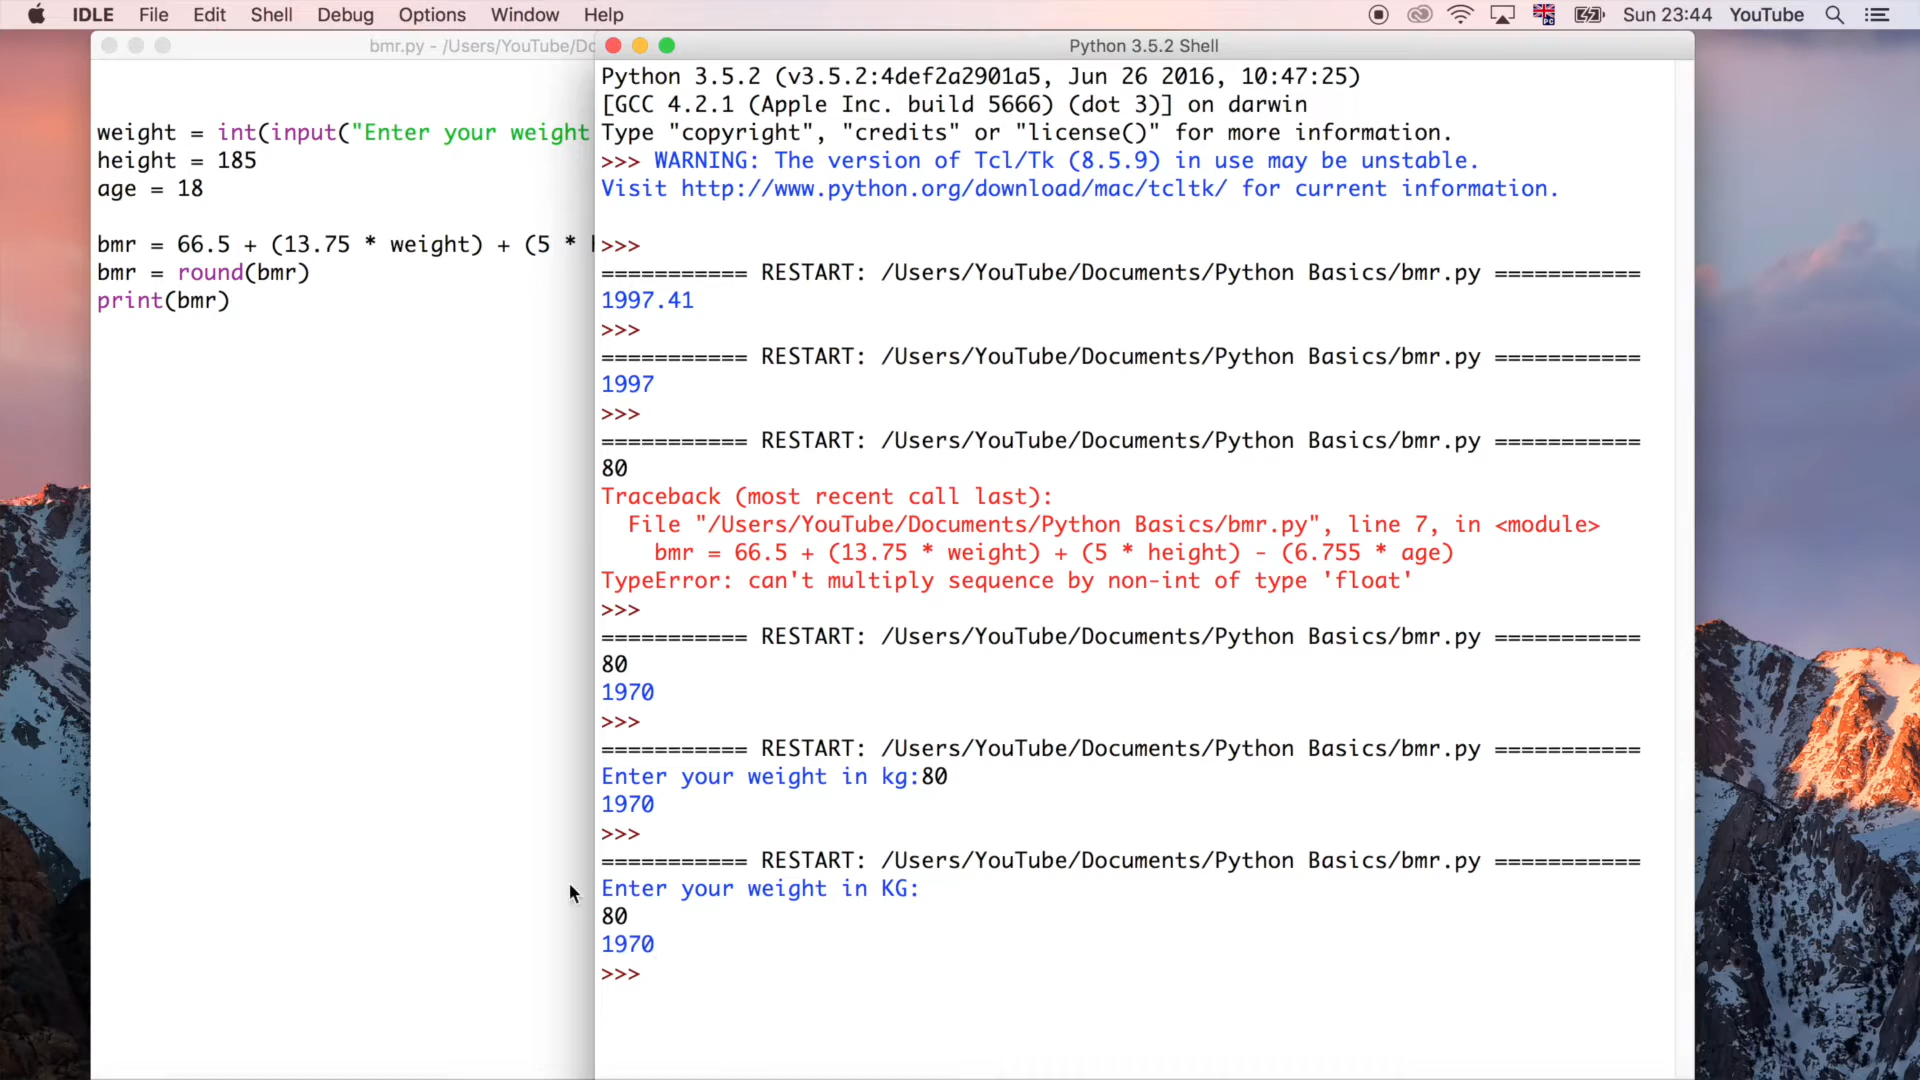 IDLE File Edit Shell Debug Options Window Help Sun 23:44 YouTube
bmr.py - /Users/YouTube/Do
weight = int(input("Enter your weight
height = 185
age = 18
bmr = 66.5 + (13.75 * weight) + (5 *
bmr = round(bmr)
print(bmr)
Python 3.5.2 Shell
Python 3.5.2 (v3.5.2:4def2a2901a5, Jun 26 2016, 10:47:25)
[GCC 4.2.1 (Apple Inc. build 5666) (dot 3)] on darwin
Type "copyright", "credits" or "license()" for more information.
>>> WARNING: The version of Tcl/Tk (8.5.9) in use may be unstable.
Visit http://www.python.org/download/mac/tcltk/ for current information.
>>>
=========== RESTART: /Users/YouTube/Documents/Python Basics/bmr.py ===========
1997.41
>>>
=========== RESTART: /Users/YouTube/Documents/Python Basics/bmr.py ===========
1997
>>>
=========== RESTART: /Users/YouTube/Documents/Python Basics/bmr.py ===========
80
Traceback (most recent call last):
  File "/Users/YouTube/Documents/Python Basics/bmr.py", line 7, in <module>
    bmr = 66.5 + (13.75 * weight) + (5 * height) - (6.755 * age)
TypeError: can't multiply sequence by non-int of type 'float'
>>>
=========== RESTART: /Users/YouTube/Documents/Python Basics/bmr.py ===========
80
1970
>>>
=========== RESTART: /Users/YouTube/Documents/Python Basics/bmr.py ===========
Enter your weight in kg:80
1970
>>>
=========== RESTART: /Users/YouTube/Documents/Python Basics/bmr.py ===========
Enter your weight in KG:
80
1970
>>>